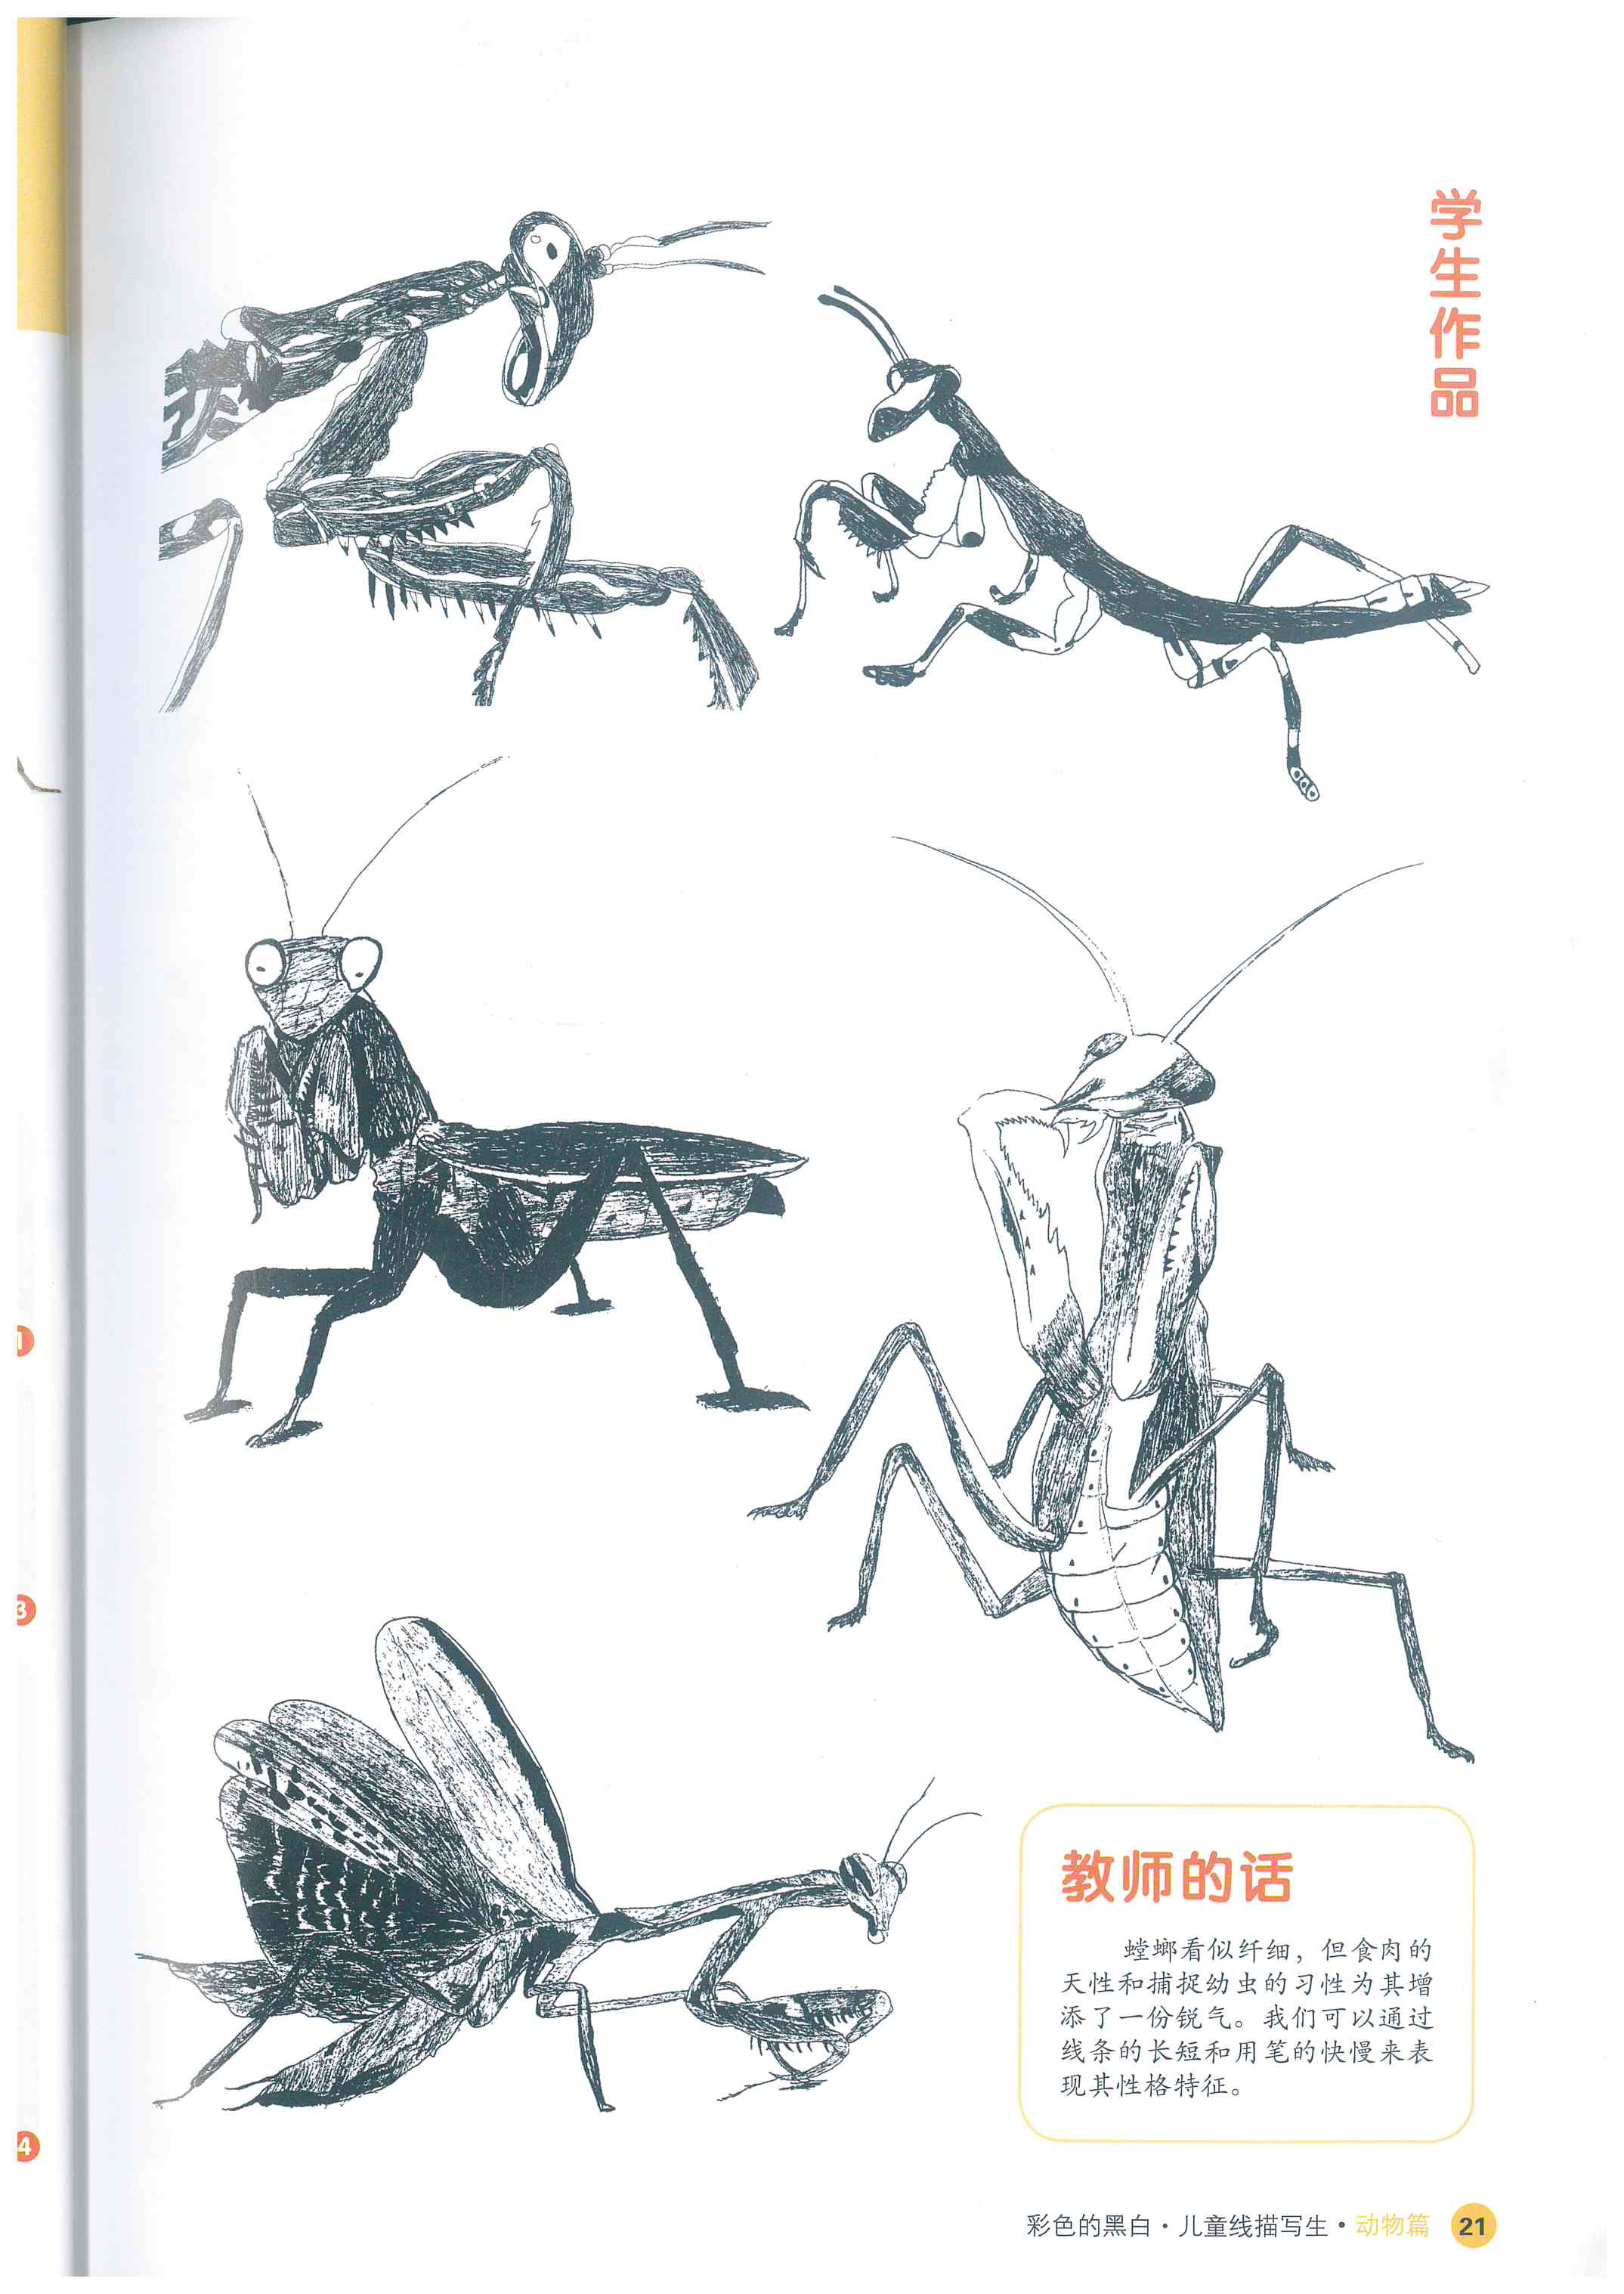 学生作品
教师的话
螳螂看似纤细，但食肉的
天性和捕捉幼虫的习性为其增
添了一份锐气。我们可以通过
线条的长短和用笔的快慢来表
现其性格特征。
彩色的黑白·儿童线描写生·动物篇 21
1
3
4